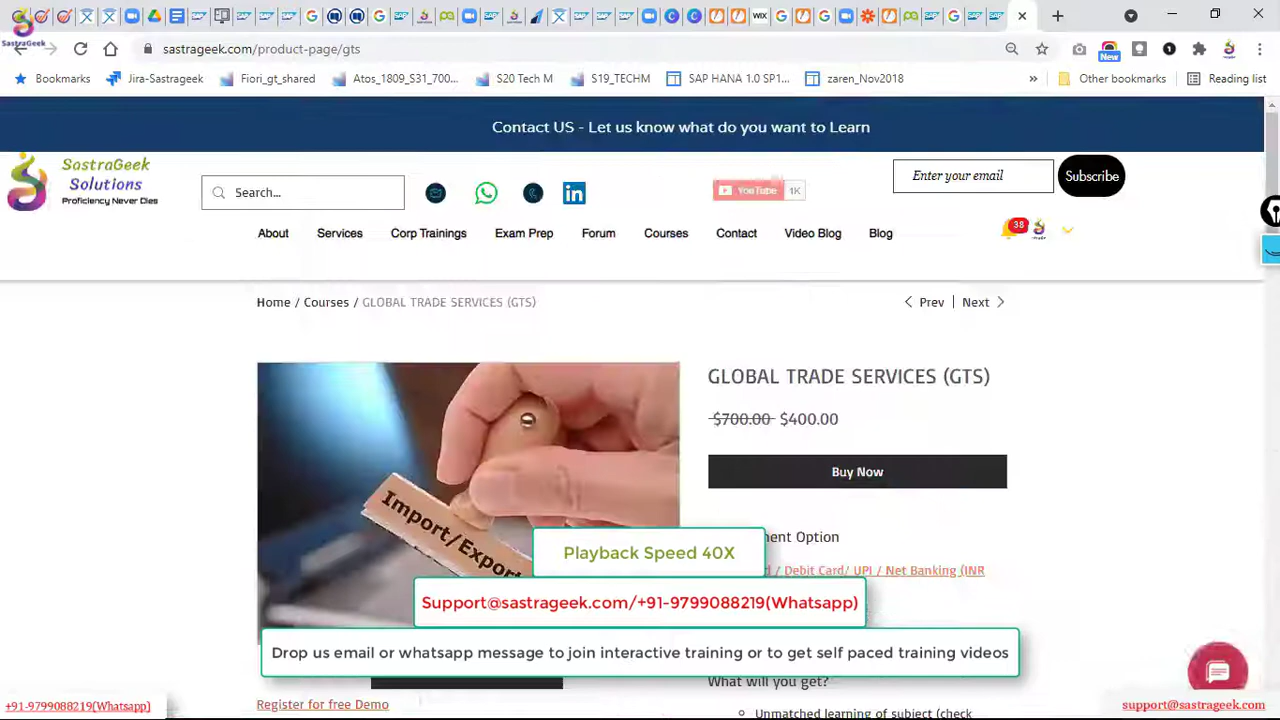 SastraGeek
sastrageek.com/product-page/gts
New
Bookmarks
Jira-Sastrageek
Fiori_gt_shared
Atos_1809_S31_700...
S20 Tech M
S19_TECHM
SAP HANA 1.0 SP1...
zaren_Nov2018
»
Other bookmarks
Reading list
Contact US - Let us know what do you want to Learn
SastraGeek
Solutions
Proficiency Never Dies
Search...
YouTube 1K
Enter your email
Subscribe
About
Services
Corp Trainings
Exam Prep
Forum
Courses
Contact
Video Blog
Blog
38
Home / Courses / GLOBAL TRADE SERVICES (GTS)
Prev | Next
Import/Export
GLOBAL TRADE SERVICES (GTS)
$700.00 $400.00
Buy Now
ment Option
/ Debit Card/ UPI / Net Banking (INR
Playback Speed 40X
Support@sastrageek.com/+91-9799088219(Whatsapp)
Drop us email or whatsapp message to join interactive training or to get self paced training videos
What will you get?
Register for free Demo
Unmatched learning of subject (check
+91-9799088219(Whatsapp)
support@sastrageek.com